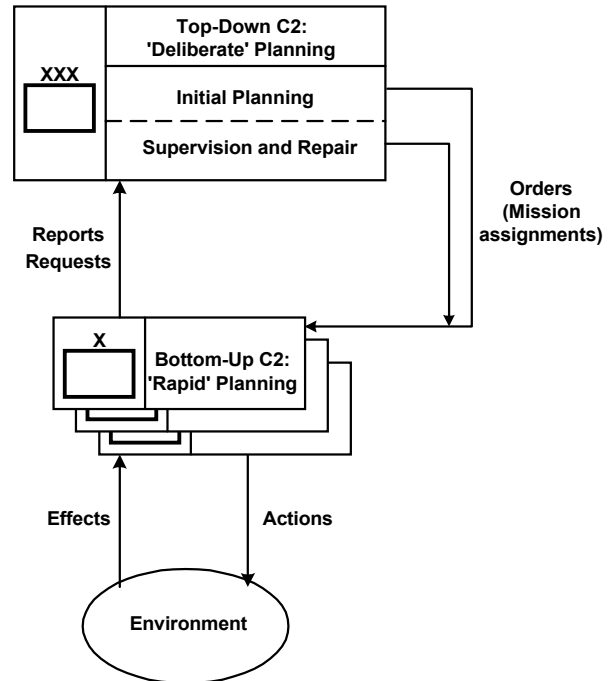 Top-Down C2:
'Deliberate' Planning
XXX
Initial Planning
Supervision and Repair
Orders
(Mission
assignments)
Reports
Requests
X
Bottom-Up C2:
'Rapid' Planning
Effects
Actions
Environment